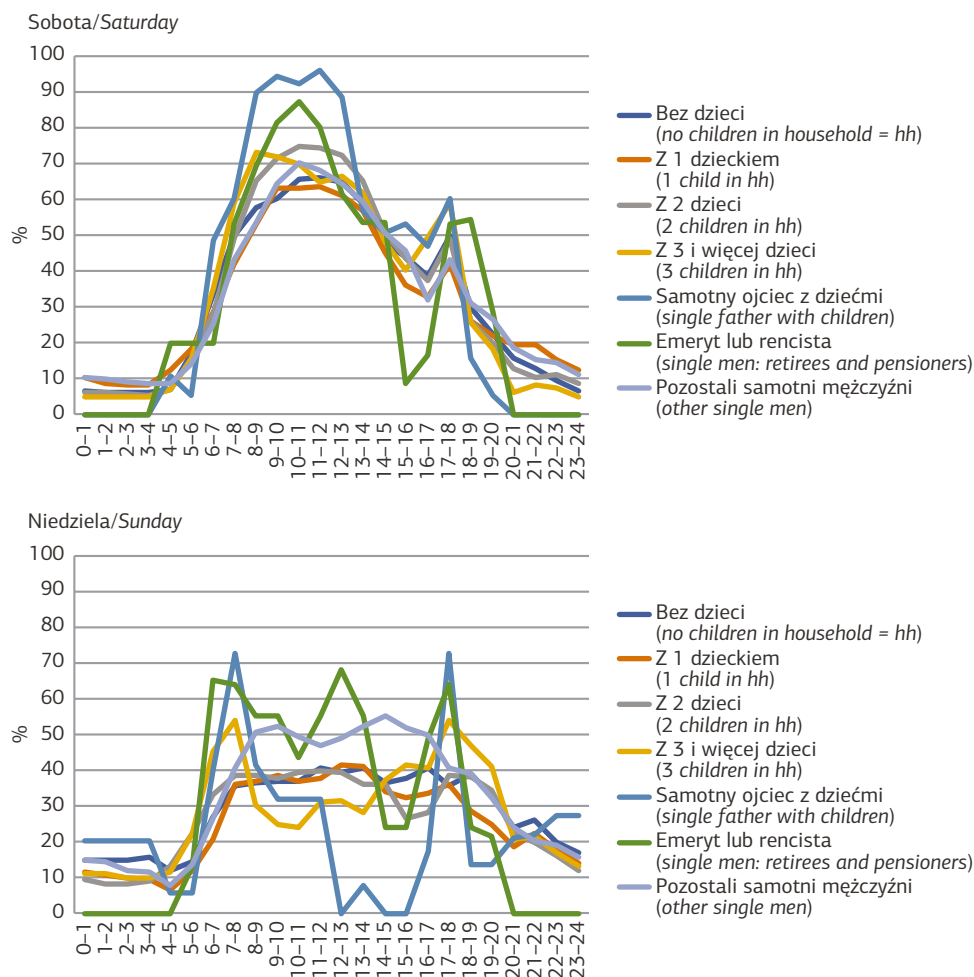 Sobota/Saturday
100
90
80
70
60
50
40
30
20
10
0
%
0–1
1–2
2–3
3–4
4–5
5–6
6–7
7–8
8–9
9–10
10–11
11–12
12–13
13–14
14–15
15–16
16–17
17–18
18–19
19–20
20–21
21–22
22–23
23–24
Bez dzieci
(no children in household = hh)
Z 1 dzieckiem
(1 child in hh)
Z 2 dzieci
(2 children in hh)
Z 3 i więcej dzieci
(3 children in hh)
Samotny ojciec z dziećmi
(single father with children)
Emeryt lub rencista
(single men: retirees and pensioners)
Pozostali samotni mężczyźni
(other single men)
Niedziela/Sunday
100
90
80
70
60
50
40
30
20
10
0
%
0–1
1–2
2–3
3–4
4–5
5–6
6–7
7–8
8–9
9–10
10–11
11–12
12–13
13–14
14–15
15–16
16–17
17–18
18–19
19–20
20–21
21–22
22–23
23–24
Bez dzieci
(no children in household = hh)
Z 1 dzieckiem
(1 child in hh)
Z 2 dzieci
(2 children in hh)
Z 3 i więcej dzieci
(3 children in hh)
Samotny ojciec z dziećmi
(single father with children)
Emeryt lub rencista
(single men: retirees and pensioners)
Pozostali samotni mężczyźni
(other single men)